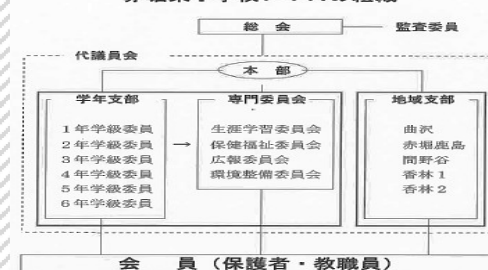 総会
監査委員
代議員会
本部
学年支部
1年学級委員
2年学級委員
3年学級委員
4年学級委員
5年学級委員
6年学級委員
→
専門委員会
生涯学習委員会
保健福祉委員会
広報委員会
環境整備委員会
地域支部
曲沢
赤堀鹿島
間野谷
香林1
香林2
会員(保護者・教職員)